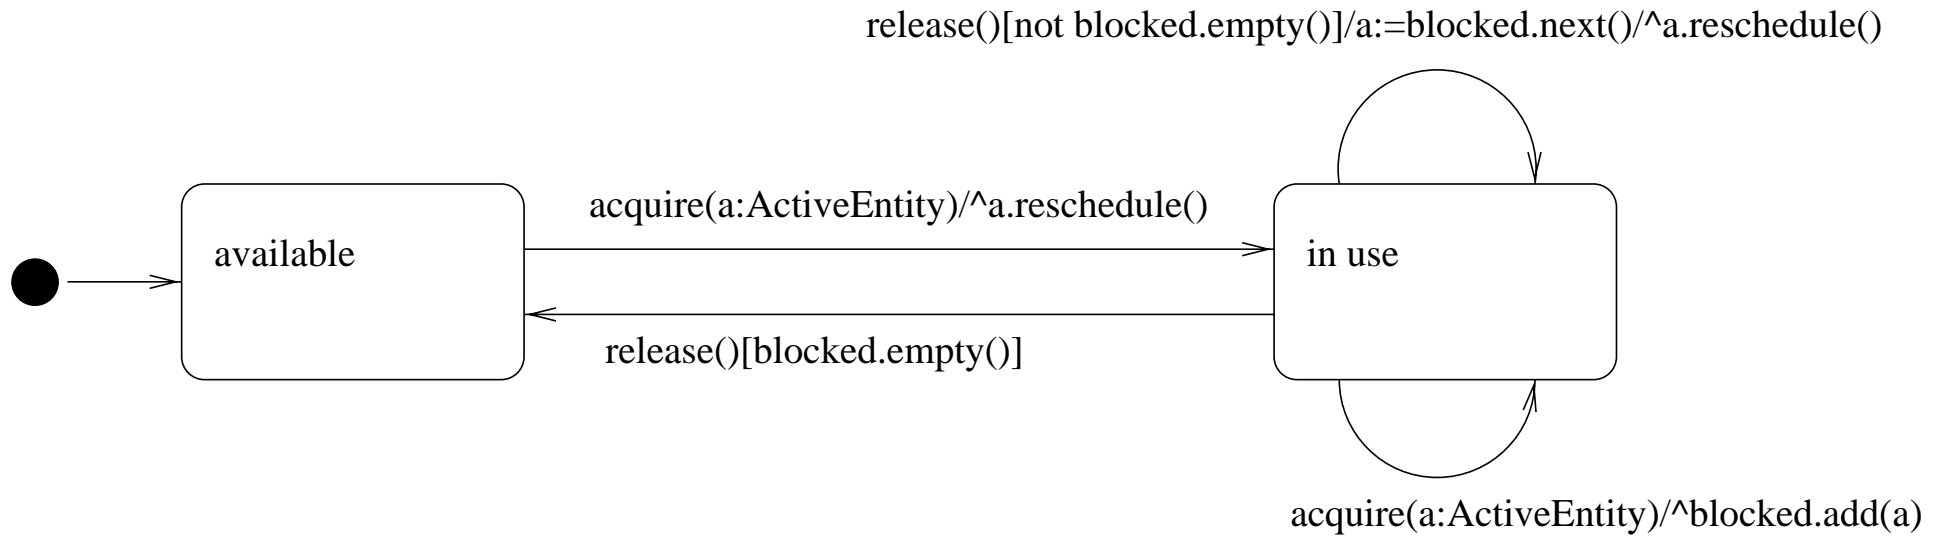 release()[not blocked.empty()]/a:=blocked.next()/^a.reschedule()
acquire(a:ActiveEntity)/^a.reschedule()
available
in use
release()[blocked.empty()]
acquire(a:ActiveEntity)/^blocked.add(a)